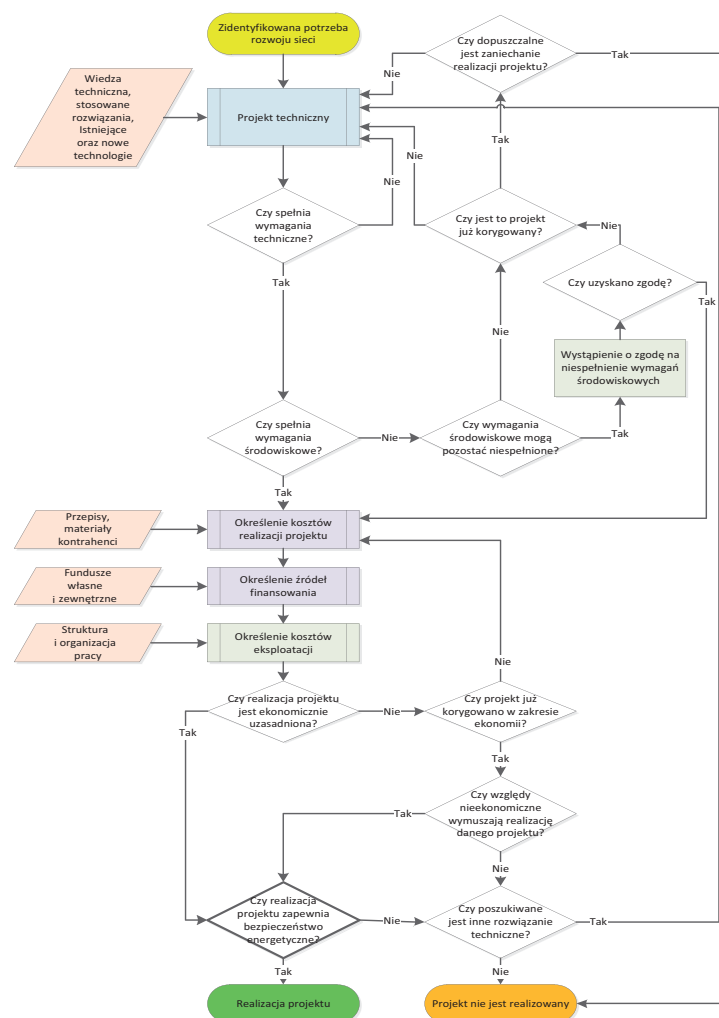 Zidentyfikowana potrzeba
rozwoju sieci
Czy dopuszczalne
jest zaniechanie
realizacji projektu?
Tak
Nie
Wiedza
techniczna,
stosowane
rozwiązania,
Istniejące
oraz nowe
technologie
Projekt techniczny
Tak
Nie
Nie
Czy spełnia
wymagania
techniczne?
Czy jest to projekt
już korygowany?
Nie
Tak
Czy uzyskano zgodę?
Tak
Nie
Wystąpienie o zgodę na
niespełnienie wymagań
środowiskowych
Czy spełnia
wymagania
środowiskowe?
Nie
Czy wymagania
środowiskowe mogą
pozostać niespełnione?
Tak
Tak
Przepisy,
materiały
kontrahenci
Określenie kosztów
realizacji projektu
Fundusze
własne
i zewnętrzne
Określenie źródeł
finansowania
Struktura
i organizacja
pracy
Określenie kosztów
eksploatacji
Nie
Czy realizacja projektu
jest ekonomicznie
uzasadniona?
Nie
Czy projekt już
korygowano w zakresie
ekonomii?
Tak
Tak
Czy względy
nieekonomiczne
wymuszają realizację
danego projektu?
Tak
Nie
Czy realizacja
projektu zapewnia
bezpieczeństwo
energetyczne?
Nie
Czy poszukiwane
jest inne rozwiązanie
techniczne?
Tak
Tak
Nie
Realizacja projektu
Projekt nie jest realizowany